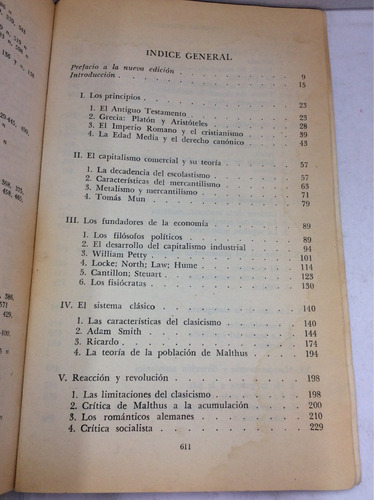 INDICE GENERAL
Prefacio a la nueva edición . . . 9
Introducción . . . 15
I. Los principios . . . 23
1. El Antiguo Testamento . . . 23
2. Grecia: Platón y Aristóteles . . . 28
3. El Imperio Romano y el cristianismo . . . 39
4. La Edad Media y el derecho canónico . . . 43
II. El capitalismo comercial y su teoría . . . 57
1. La decadencia del escolastismo . . . 57
2. Características del mercantilismo . . . 63
3. Metalismo y mercantilismo . . . 71
4. Tomás Mun . . . 79
III. Los fundadores de la economía . . . 89
1. Los filósofos políticos . . . 89
2. El desarrollo del capitalismo industrial . . . 94
3. William Petty . . . 101
4. Locke; North; Law; Hume . . . 114
5. Cantillon; Steuart . . . 123
6. Los fisiócratas . . . 130
IV. El sistema clásico . . . 140
1. Las características del clasicismo . . . 140
2. Adam Smith . . . 144
3. Ricardo . . . 174
4. La teoría de la población de Malthus . . . 194
V. Reacción y revolución . . . 198
1. Las limitaciones del clasicismo . . . 198
2. Crítica de Malthus a la acumulación . . . 200
3. Los románticos alemanes . . . 210
4. Crítica socialista . . . 229
611